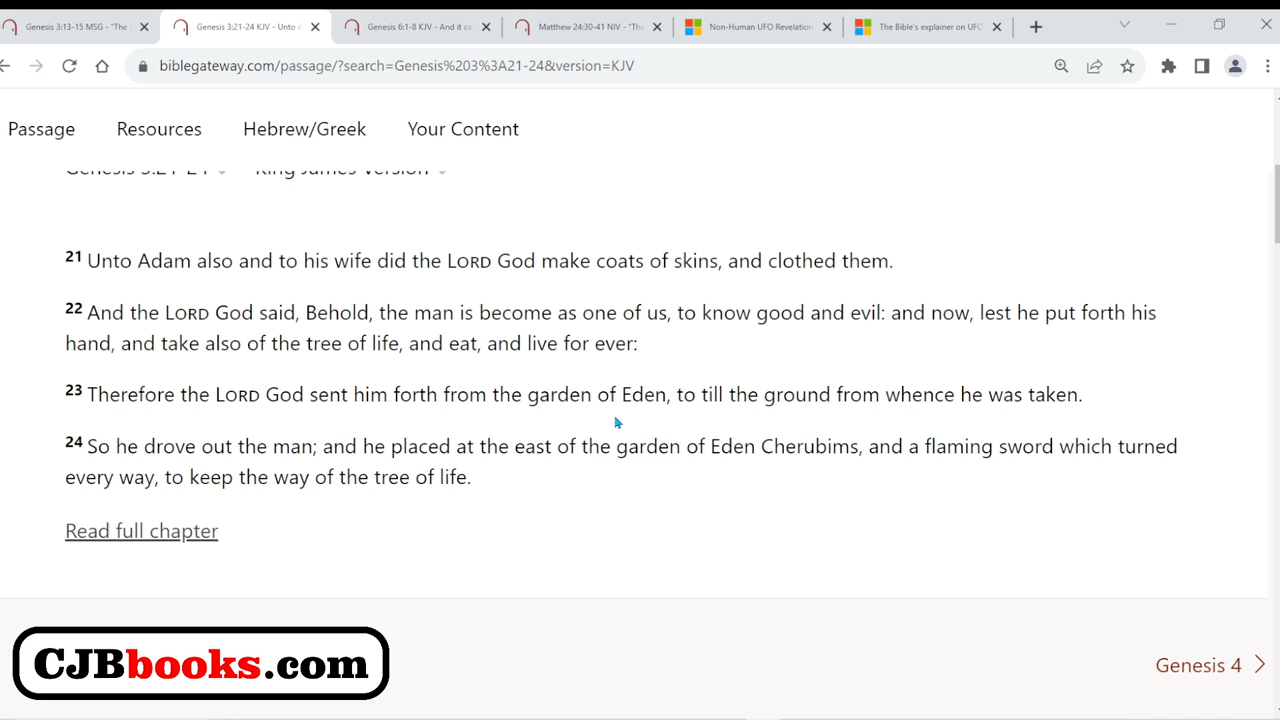 Genesis 3:13-15 MSG - "The
Genesis 3:21-24 KJV - Unto A
Genesis 6:1-8 KJV - And it ca
Matthew 24:30-41 NIV - "The
Non-Human UFO Revelation
The Bible's explainer on UFO
biblegateway.com/passage/?search=Genesis%203%3A21-24&version=KJV
Passage Resources Hebrew/Greek Your Content
Genesis 3:21-24 King James Version
21 Unto Adam also and to his wife did the LORD God make coats of skins, and clothed them.
22 And the LORD God said, Behold, the man is become as one of us, to know good and evil: and now, lest he put forth his
hand, and take also of the tree of life, and eat, and live for ever:
23 Therefore the LORD God sent him forth from the garden of Eden, to till the ground from whence he was taken.
24 So he drove out the man; and he placed at the east of the garden of Eden Cherubims, and a flaming sword which turned
every way, to keep the way of the tree of life.
Read full chapter
CJBbooks.com
Genesis 4